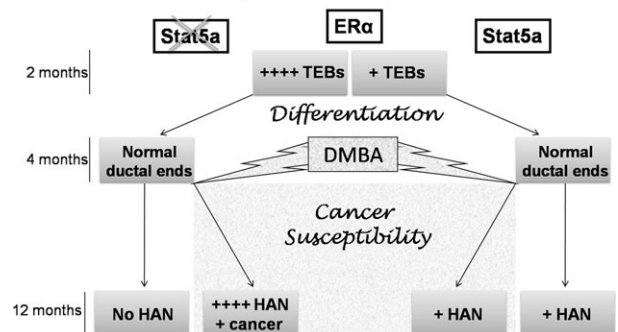 Stat5a
ERα
Stat5a
2 months
++++ TEBs
+ TEBs
Differentiation
4 months
Normal
ductal ends
DMBA
Normal
ductal ends
Cancer
Susceptibility
12 months
No HAN
++++ HAN
+ cancer
+ HAN
+ HAN